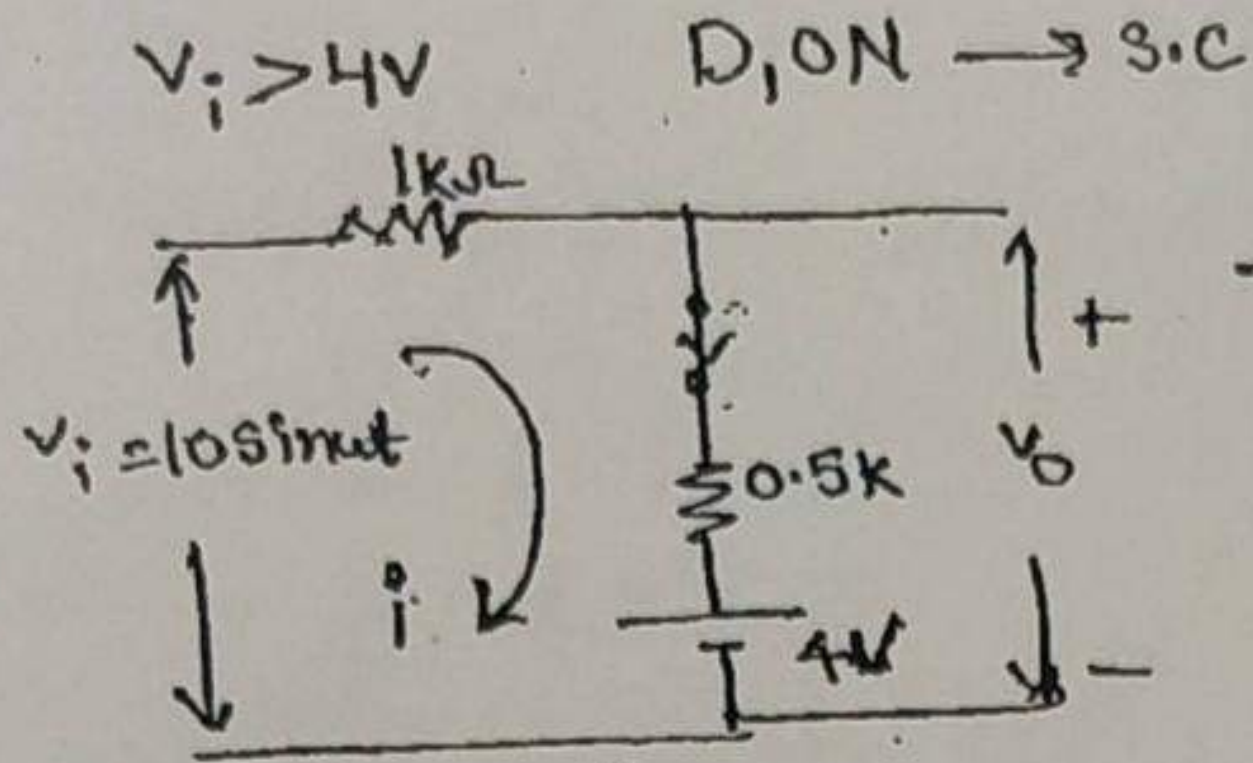 Vi > 4V D, ON → S.C
1kΩ
+
vi = 10 Sinωt
0.5K
vo
i
4V
-